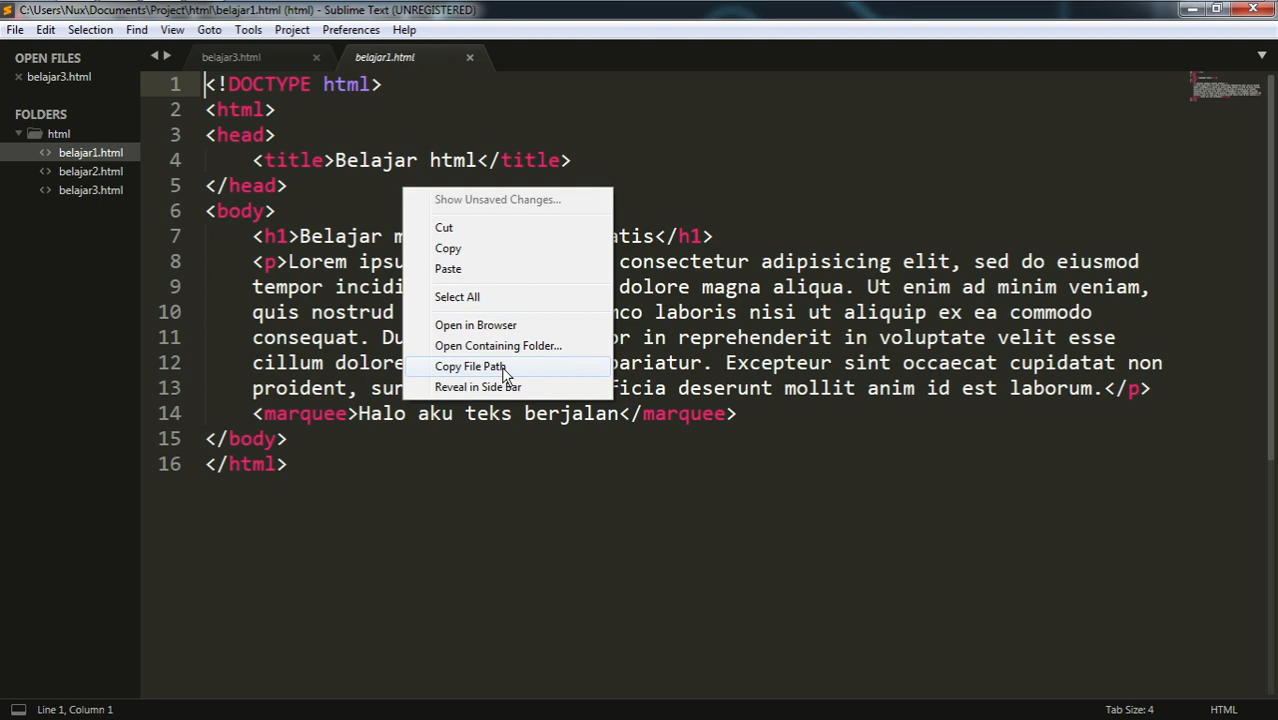 C:\Users\Nux\Documents\Project\html\belajar1.html (html) - Sublime Text (UNREGISTERED)
File Edit Selection Find View Goto Tools Project Preferences Help
OPEN FILES
belajar3.html
FOLDERS
html
belajar1.html
belajar2.html
belajar3.html
belajar3.html belajar1.html
1 <!DOCTYPE html>
2 <html>
3 <head>
4 <title>Belajar html</title>
5 </head>
6 <body>
7 <h1>Belajar m atis</h1>
8 <p>Lorem ipsu consectetur adipisicing elit, sed do eiusmod
9 tempor incidi dolore magna aliqua. Ut enim ad minim veniam,
10 quis nostrud laboris nisi ut aliquip ex ea commodo
11 consequat. Du or in reprehenderit in voluptate velit esse
12 cillum dolore pariatur. Excepteur sint occaecat cupidatat non
13 proident, sun ficia deserunt mollit anim id est laborum.</p>
14 <marquee>Halo aku teks berjalan</marquee>
15 </body>
16 </html>
Show Unsaved Changes...
Cut
Copy
Paste
Select All
Open in Browser
Open Containing Folder...
Copy File Path
Reveal in Side Bar
Line 1, Column 1 Tab Size: 4 HTML